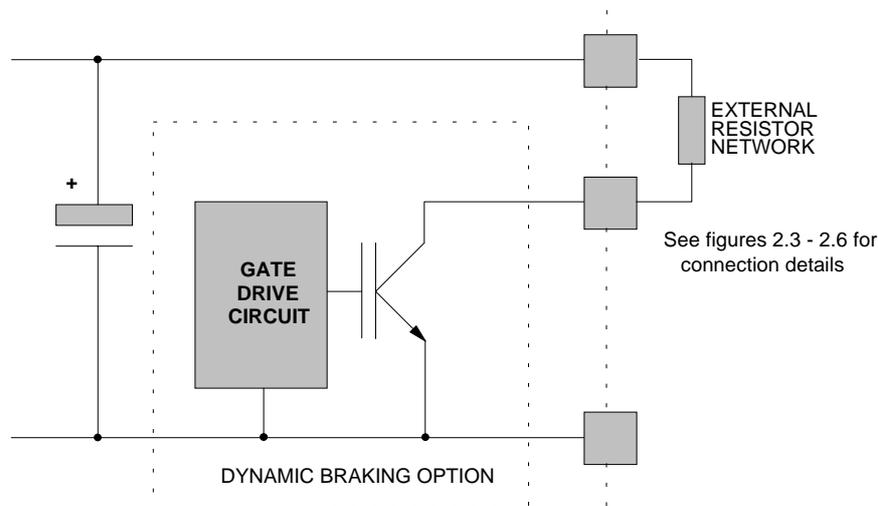 +
EXTERNAL
RESISTOR
NETWORK
See figures 2.3 - 2.6 for
connection details
GATE
DRIVE
CIRCUIT
DYNAMIC BRAKING OPTION